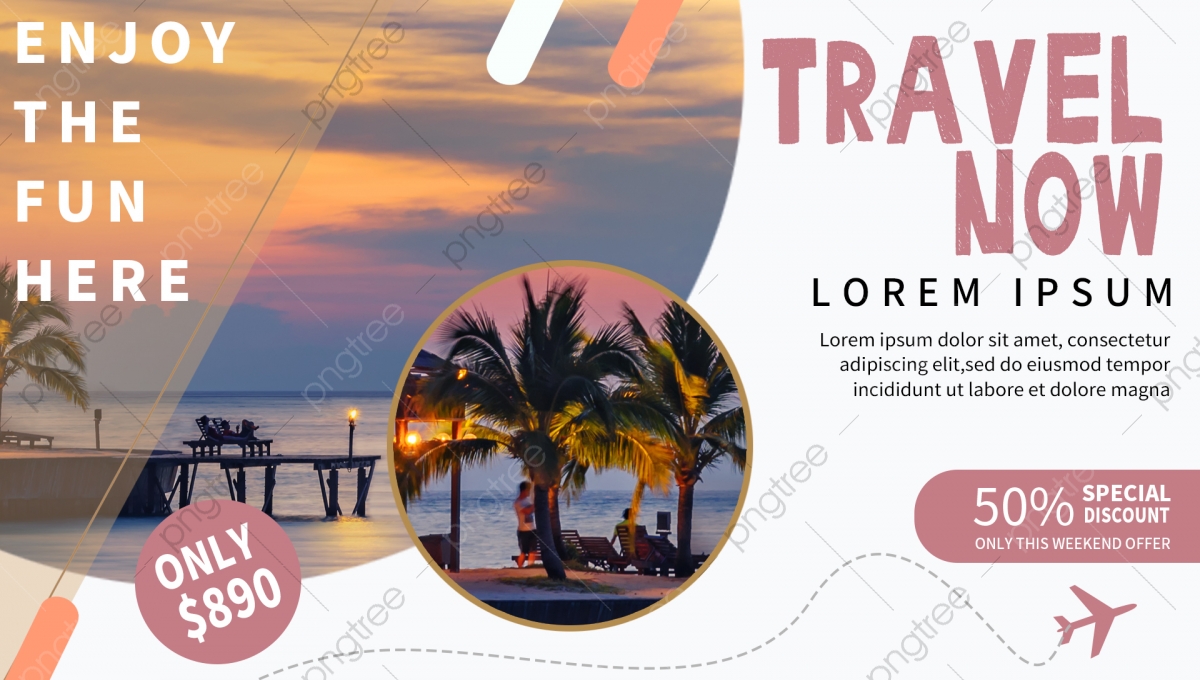 ENJOY
THE
FUN
HERE
TRAVEL
NOW
LOREM IPSUM
Lorem ipsum dolor sit amet, consectetur
adipiscing elit,sed do eiusmod tempor
incididunt ut labore et dolore magna
50% SPECIAL
DISCOUNT
ONLY THIS WEEKEND OFFER
ONLY
$890
pngtree